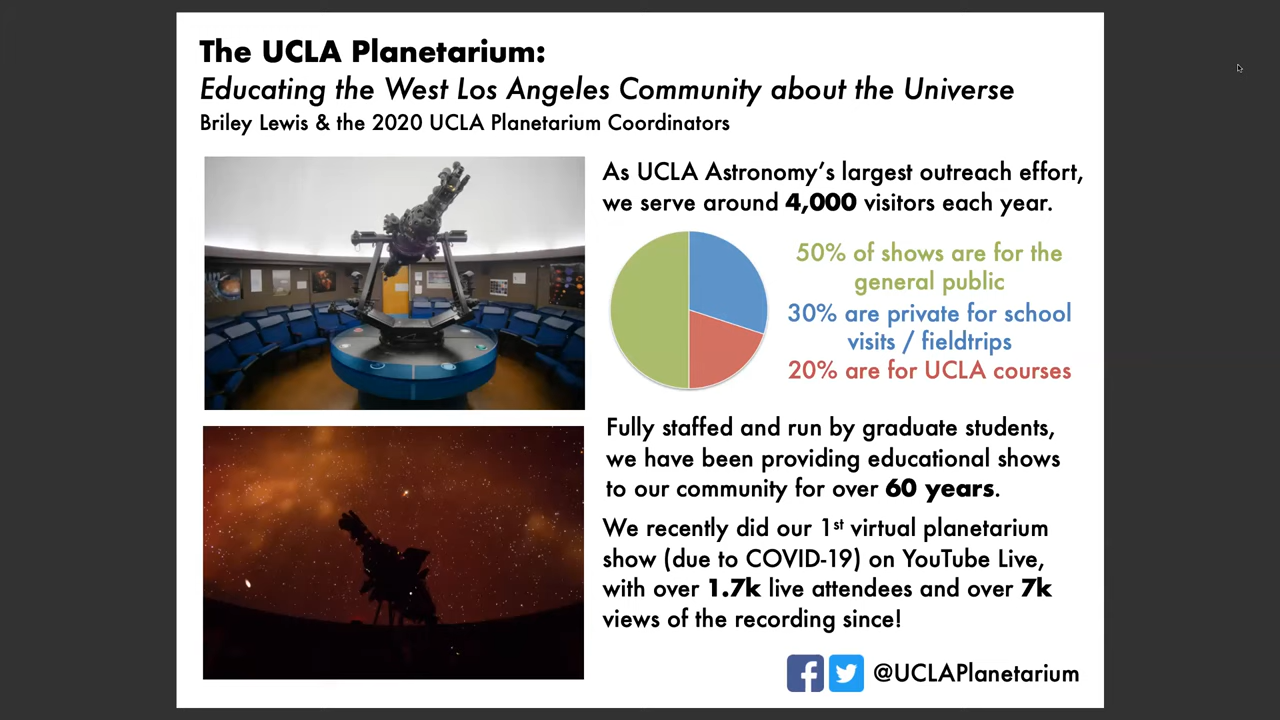 The UCLA Planetarium:
Educating the West Los Angeles Community about the Universe
Briley Lewis & the 2020 UCLA Planetarium Coordinators
As UCLA Astronomy's largest outreach effort,
we serve around 4,000 visitors each year.
50% of shows are for the
general public
30% are private for school
visits / fieldtrips
20% are for UCLA courses
Fully staffed and run by graduate students,
we have been providing educational shows
to our community for over 60 years.
We recently did our 1st virtual planetarium
show (due to COVID-19) on YouTube Live,
with over 1.7k live attendees and over 7k
views of the recording since!
@UCLAPlanetarium